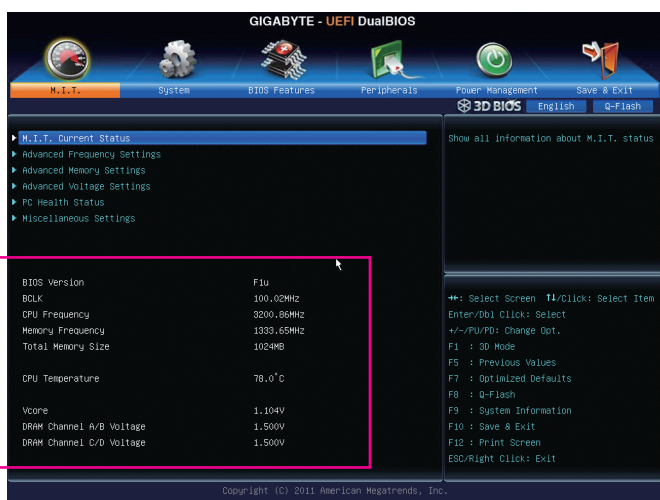 GIGABYTE - UEFI DualBIOS
M.I.T. System BIOS Features Peripherals Power Management Save & Exit
3D BIOS English Q-Flash
M.I.T. Current Status
Advanced Frequency Settings
Advanced Memory Settings
Advanced Voltage Settings
PC Health Status
Miscellaneous Settings
Show all information about M.I.T. status
BIOS Version F1u
BCLK 100.02MHz
CPU Frequency 3200.86MHz
Memory Frequency 1333.65MHz
Total Memory Size 1024MB
CPU Temperature 78.0°C
Vcore 1.104V
DRAM Channel A/B Voltage 1.500V
DRAM Channel C/D Voltage 1.500V
→←: Select Screen ↑↓/Click: Select Item
Enter/Dbl Click: Select
+/-/PU/PD: Change Opt.
F1 : 3D Mode
F5 : Previous Values
F7 : Optimized Defaults
F8 : Q-Flash
F9 : System Information
F10 : Save & Exit
F12 : Print Screen
ESC/Right Click: Exit
Copyright (C) 2011 American Megatrends, Inc.